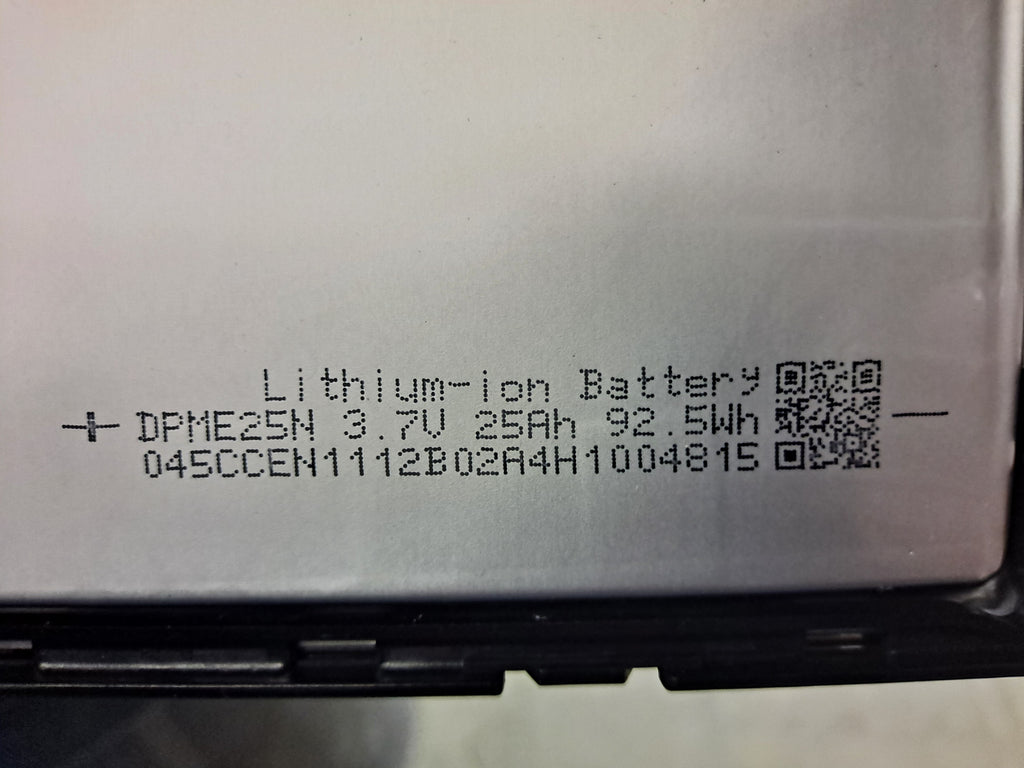 Lithium-ion Battery
DPME25N 3.7V 25Ah 92.5Wh
045CCEN1112B02A4H1004815